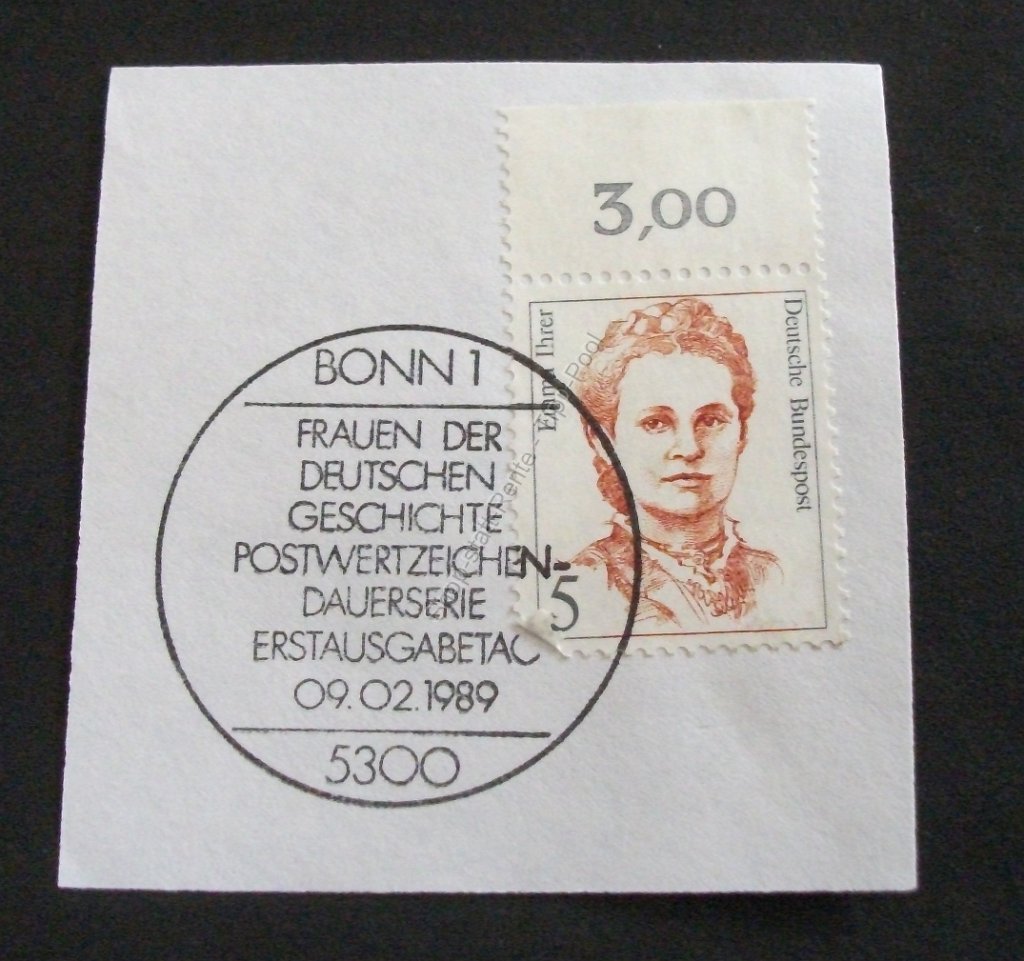 3,00
Emma Ihrer
Deutsche Bundespost
5
BONN 1
FRAUEN DER
DEUTSCHEN
GESCHICHTE
POSTWERTZEICHEN-
DAUERSERIE
ERSTAUSGABETAG
09.02.1989
5300